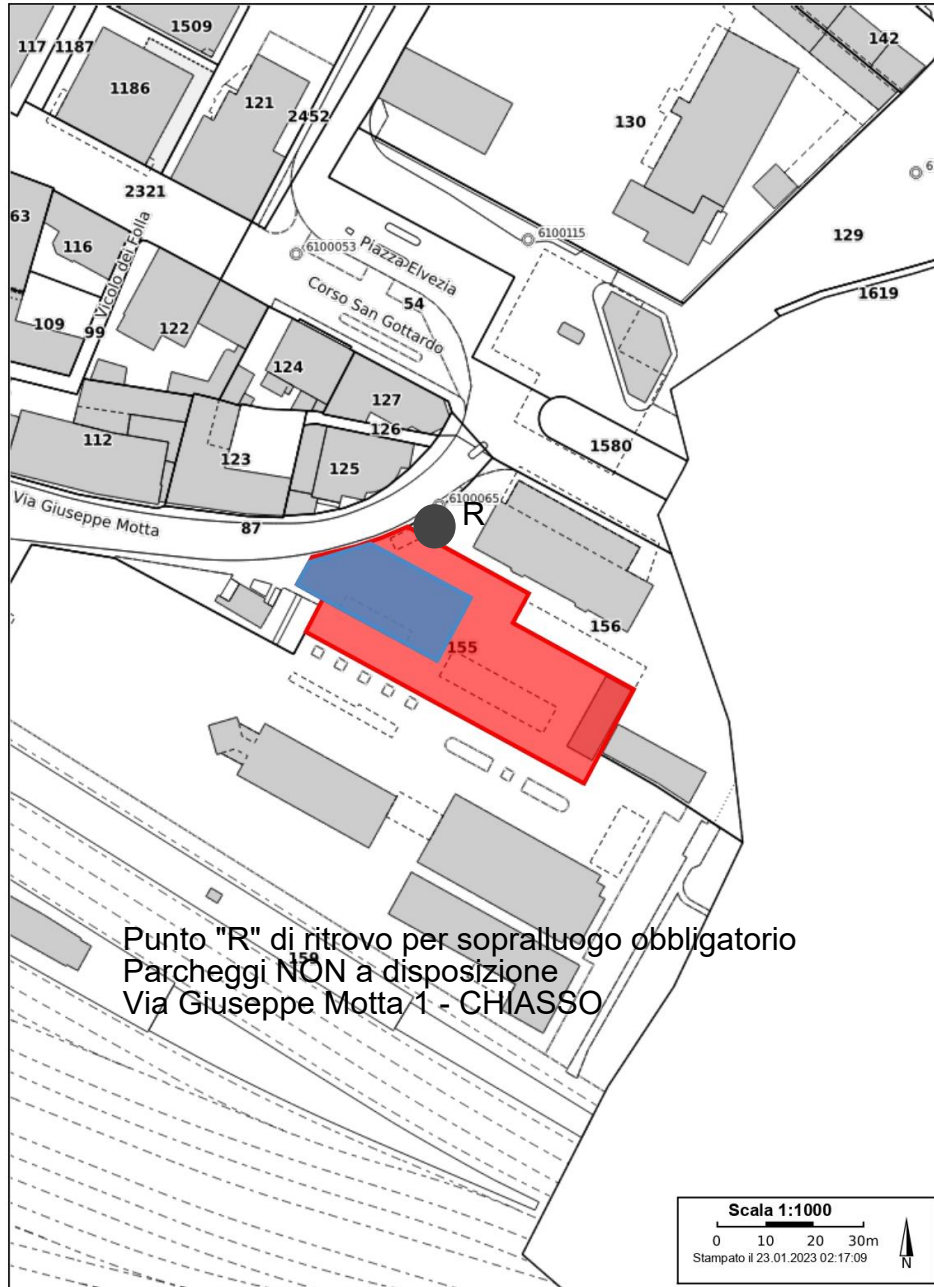 1509
117
1187
142
1186
121
2452
130
2321
63
116
Vicolo dei Folla
6100053
Piazza Elvezia
6100115
129
54
Corso San Gottardo
1619
109
99
122
124
127
126
1580
112
123
125
6100065
R
Via Giuseppe Motta
87
156
155
Punto "R" di ritrovo per sopralluogo obbligatorio
159
Parcheggi NON a disposizione
Via Giuseppe Motta 1 - CHIASSO
Scala 1:1000
0 10 20 30m
Stampato il 23.01.2023 02:17:09
N